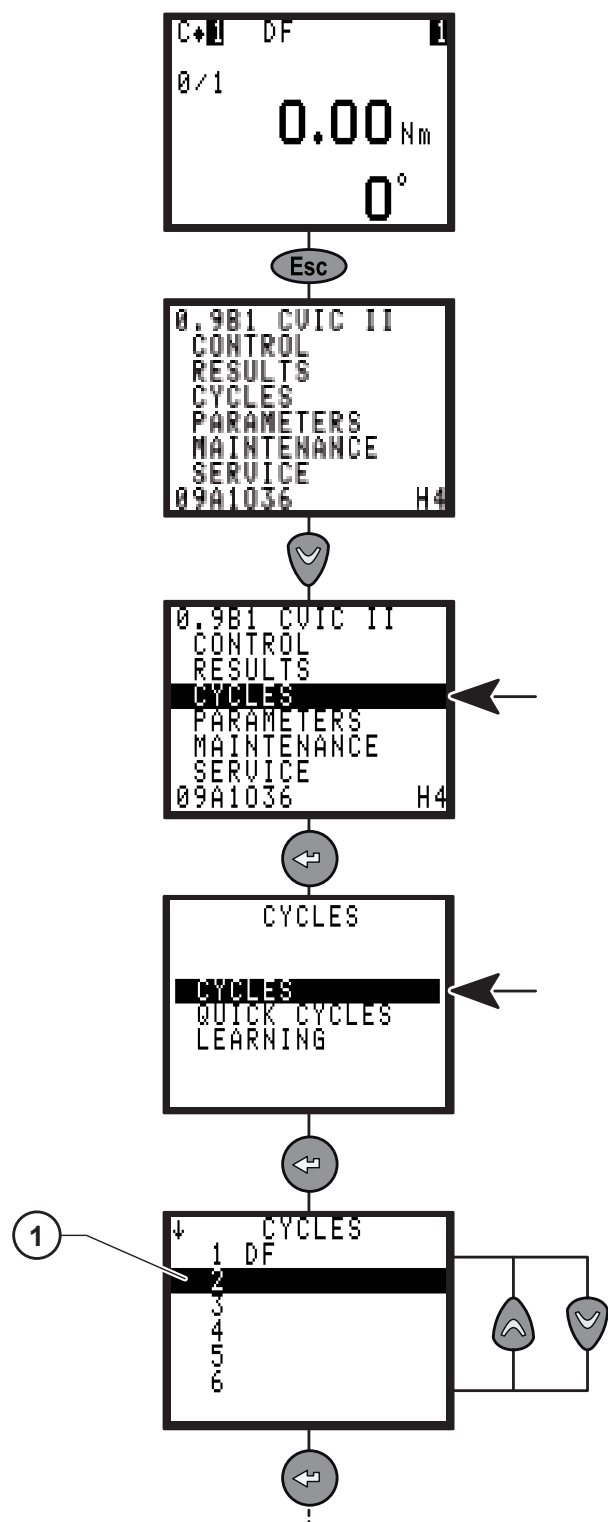 C♦1 DF 1
0/1
0.00 Nm
0°
Esc
0.9B1 CVIC II
CONTROL
RESULTS
CYCLES
PARAMETERS
MAINTENANCE
SERVICE
09A1036 H4
0.9B1 CVIC II
CONTROL
RESULTS
CYCLES
PARAMETERS
MAINTENANCE
SERVICE
09A1036 H4
CYCLES
CYCLES
QUICK CYCLES
LEARNING
↓ CYCLES
1 DF
1
2
3
4
5
6